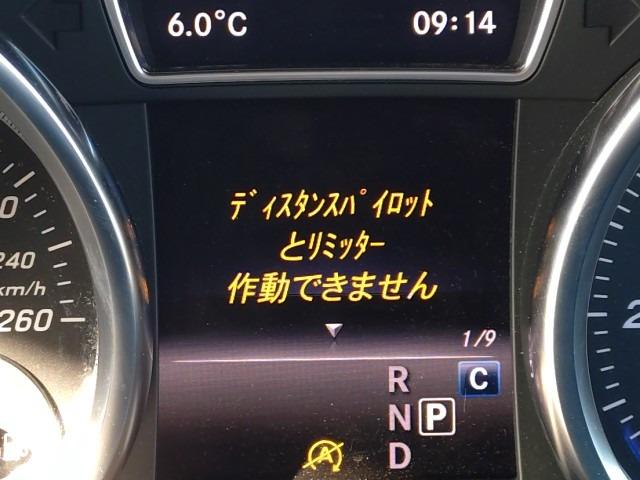 6.0°C 09:14
ﾃﾞｨｽﾀﾝｽﾊﾟｲﾛｯﾄ
とﾘﾐｯﾀｰ
作動できません
1/9
R C
N P
A D
240
km/h
260